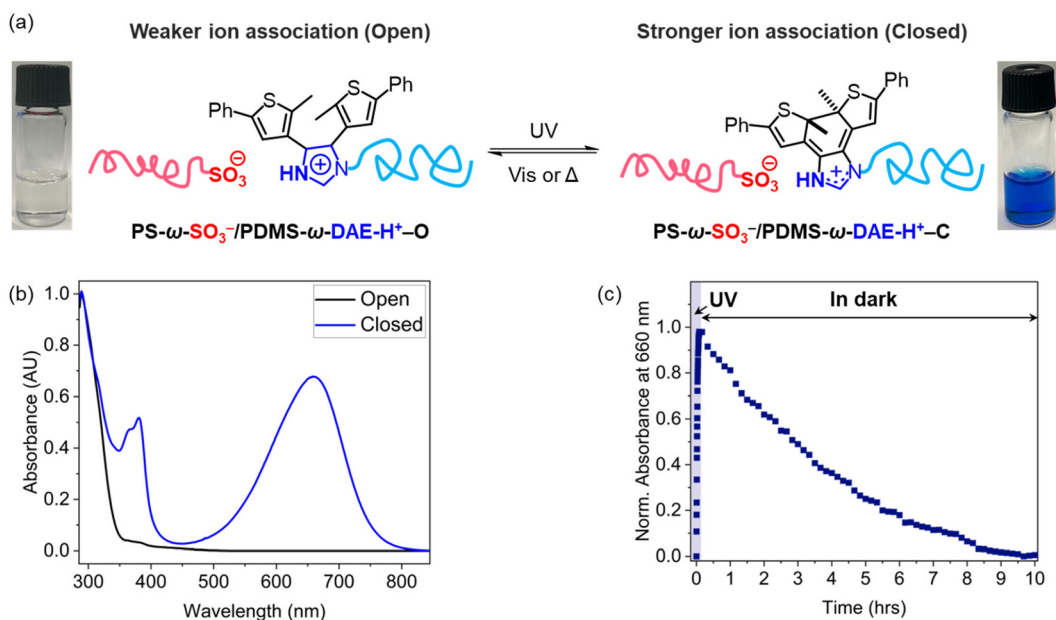 (a)
Weaker ion association (Open)
Stronger ion association (Closed)
Ph
S
S
Ph
SO3
⊖
HN
+
N
UV
Vis or Δ
Ph
S
S
Ph
SO3
⊖
HN
+
N
PS-ω-SO3⁻/PDMS-ω-DAE-H⁺–O
PS-ω-SO3⁻/PDMS-ω-DAE-H⁺–C
(b)
Open
Closed
Absorbance (AU)
1.0
0.8
0.6
0.4
0.2
0.0
300 400 500 600 700 800
Wavelength (nm)
(c)
UV
In dark
Norm. Absorbance at 660 nm
1.0
0.8
0.6
0.4
0.2
0.0
0 1 2 3 4 5 6 7 8 9 10
Time (hrs)